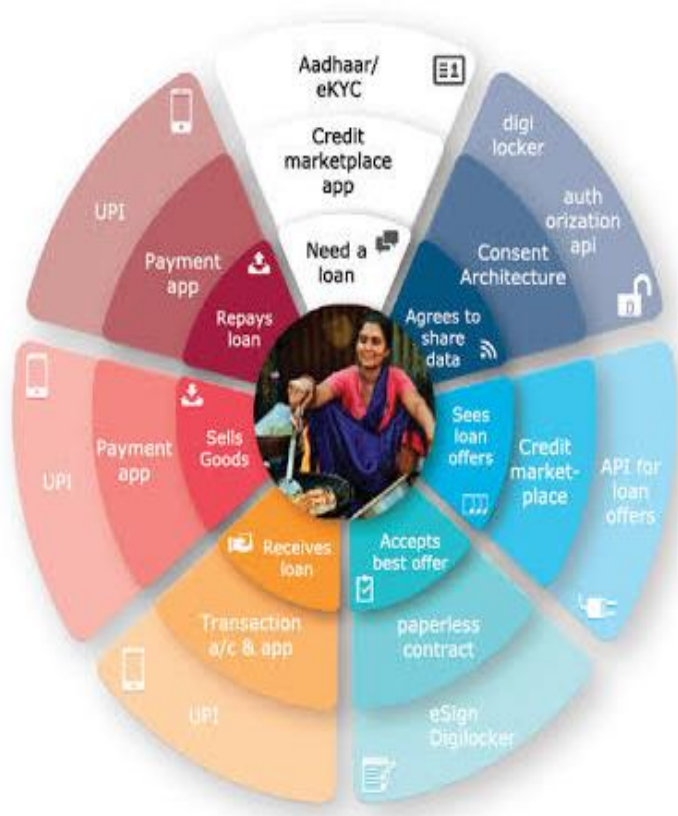 Aadhaar/
eKYC
Credit
marketplace
app
Need a
loan
digi
locker
auth
orization
api
Consent
Architecture
Agrees to
share
data
API for
loan
offers
Credit
market-
place
Sees
loan
offers
eSign
Digilocker
paperless
contract
Accepts
best offer
UPI
Transaction
a/c & app
Receives
loan
UPI
Payment
app
Sells
Goods
UPI
Payment
app
Repays
loan